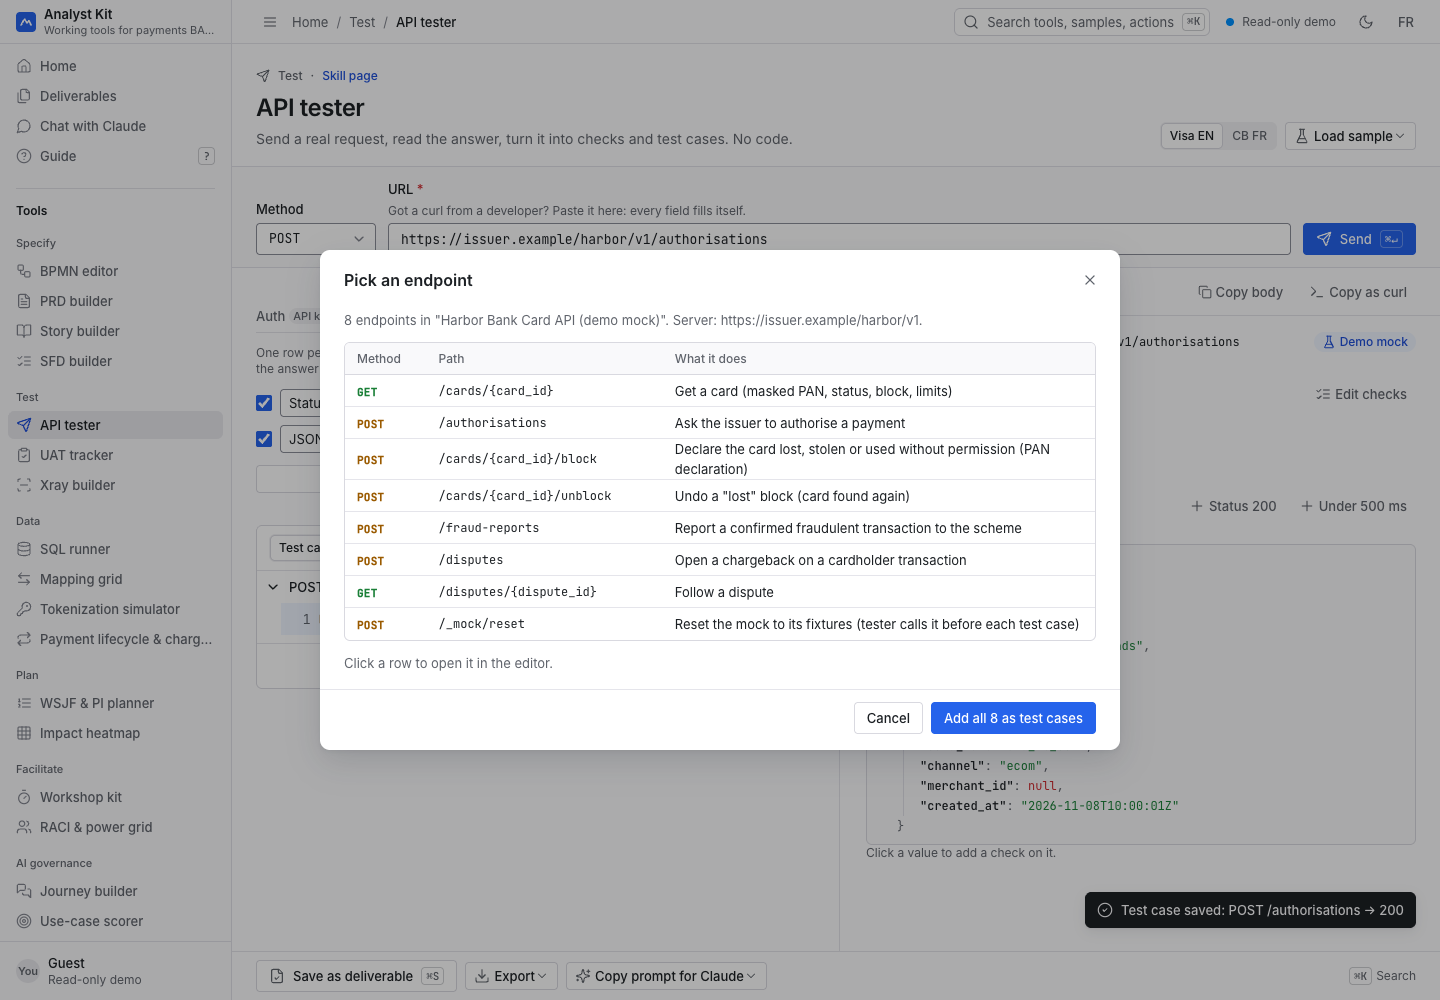 Analyst Kit
Working tools for payments BA...
Home / Test / API tester
Search tools, samples, actions ⌘K
Read-only demo
FR
Home
Deliverables
Chat with Claude
Guide ?
Tools
Specify
BPMN editor
PRD builder
Story builder
SFD builder
Test
API tester
UAT tracker
Xray builder
Data
SQL runner
Mapping grid
Tokenization simulator
Payment lifecycle & charg...
Plan
WSJF & PI planner
Impact heatmap
Facilitate
Workshop kit
RACI & power grid
AI governance
Journey builder
Use-case scorer
You
Guest
Read-only demo
Test · Skill page
API tester
Send a real request, read the answer, turn it into checks and test cases. No code.
Visa EN CB FR
Load sample
Method
POST
URL *
Got a curl from a developer? Paste it here: every field fills itself.
https://issuer.example/harbor/v1/authorisations
Send ⌘↵
Copy body
Copy as curl
Auth API k
One row pe
the answer
Statu
JSON
Test ca
POST
1
v1/authorisations
Demo mock
Edit checks
+ Status 200
+ Under 500 ms
Pick an endpoint
8 endpoints in "Harbor Bank Card API (demo mock)". Server: https://issuer.example/harbor/v1.
Method Path What it does
GET /cards/{card_id} Get a card (masked PAN, status, block, limits)
POST /authorisations Ask the issuer to authorise a payment
POST /cards/{card_id}/block Declare the card lost, stolen or used without permission (PAN
declaration)
POST /cards/{card_id}/unblock Undo a "lost" block (card found again)
POST /fraud-reports Report a confirmed fraudulent transaction to the scheme
POST /disputes Open a chargeback on a cardholder transaction
GET /disputes/{dispute_id} Follow a dispute
POST /_mock/reset Reset the mock to its fixtures (tester calls it before each test case)
Click a row to open it in the editor.
Cancel
Add all 8 as test cases
ds",
"channel": "ecom",
"merchant_id": null,
"created_at": "2026-11-08T10:00:01Z"
}
Click a value to add a check on it.
Test case saved: POST /authorisations → 200
Save as deliverable ⌘S
Export
Copy prompt for Claude
⌘K Search